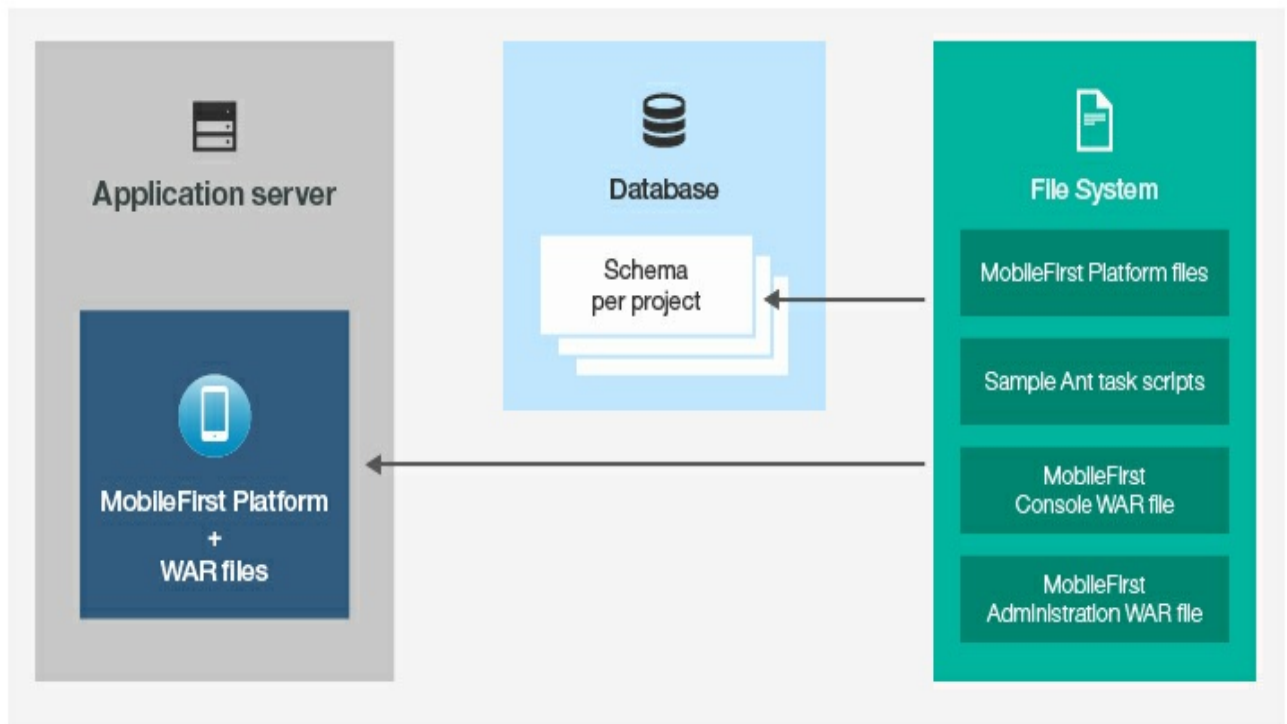 Application server
MobileFirst Platform
+
WAR files
Database
Schema
per project
File System
MobileFirst Platform files
Sample Ant task scripts
MobileFirst
Console WAR file
MobileFirst
Administration WAR file